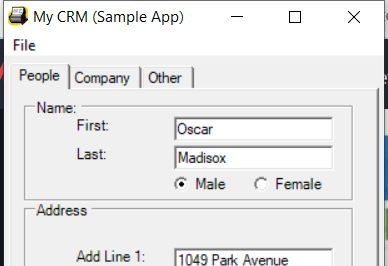 My CRM (Sample App)
File
People Company Other
Name:
First: Oscar
Last: Madisox
Male Female
Address
Add Line 1: 1049 Park Avenue